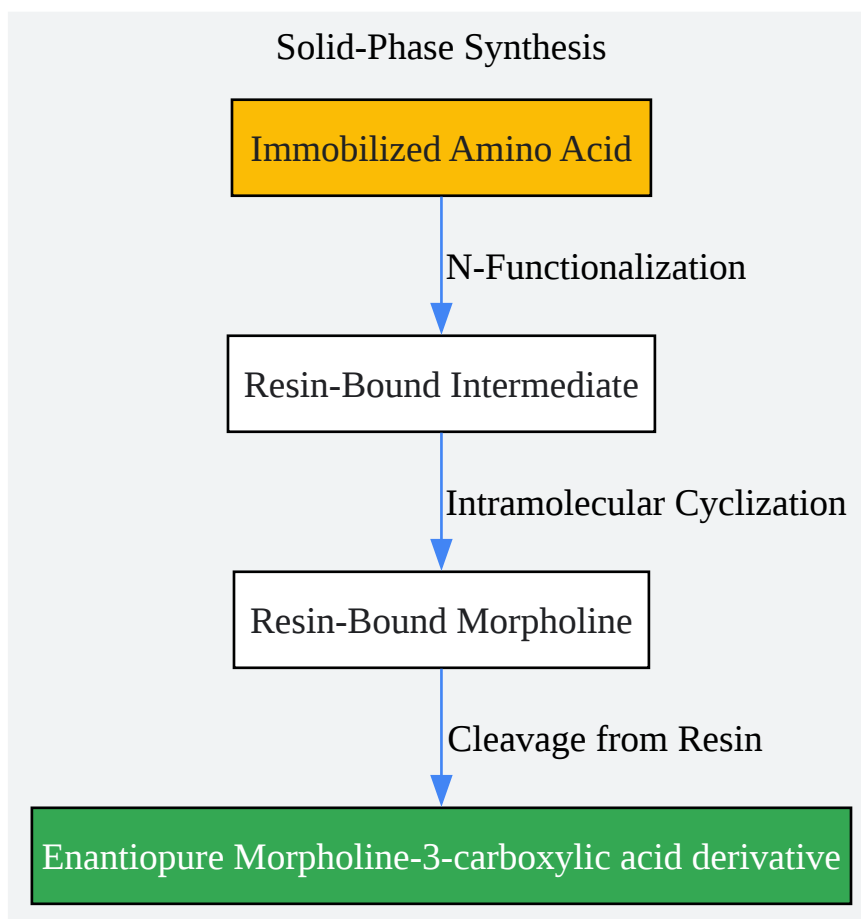 Solid-Phase Synthesis
Immobilized Amino Acid
N-Functionalization
Resin-Bound Intermediate
Intramolecular Cyclization
Resin-Bound Morpholine
Cleavage from Resin
Enantiopure Morpholine-3-carboxylic acid derivative